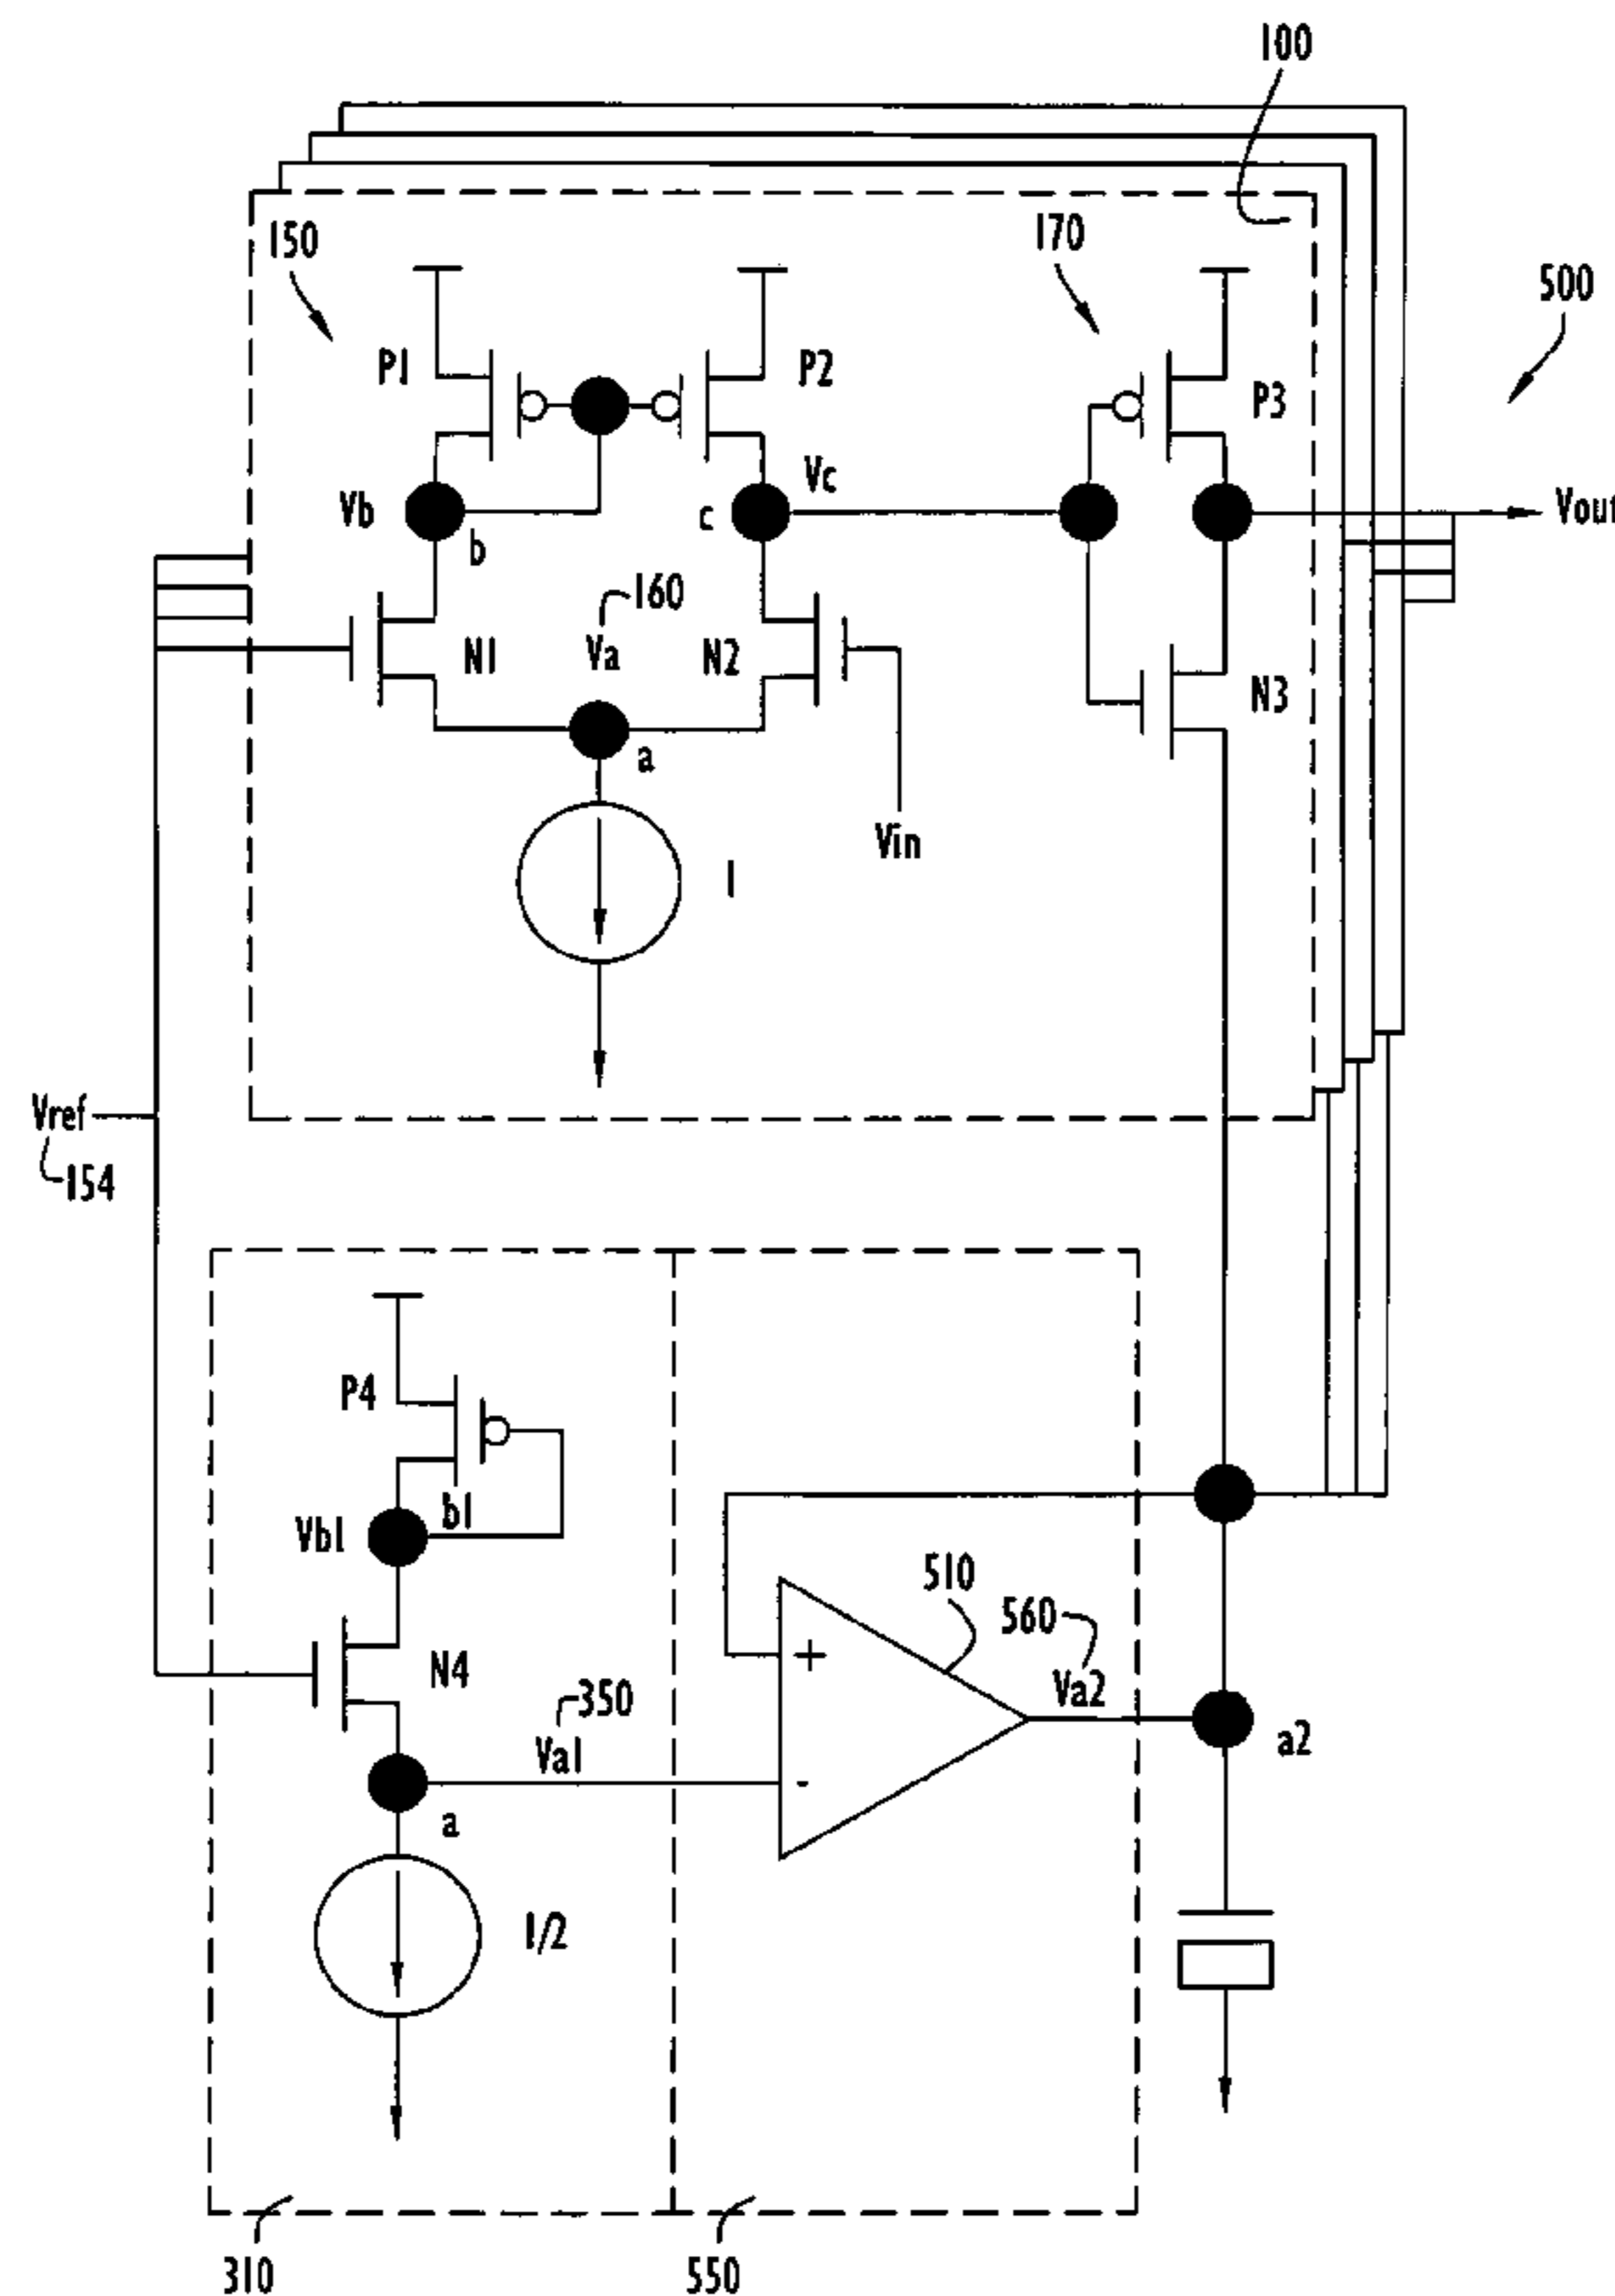 100
150
170
500
P1
P2
P3
Vb
b
c
Vc
Vout
160
Va
N1
N2
N3
a
Vin
I
Vref
154
P4
Vb1
b1
510
560
Va2
N4
350
Va1
+
-
a
a2
I/2
310
550